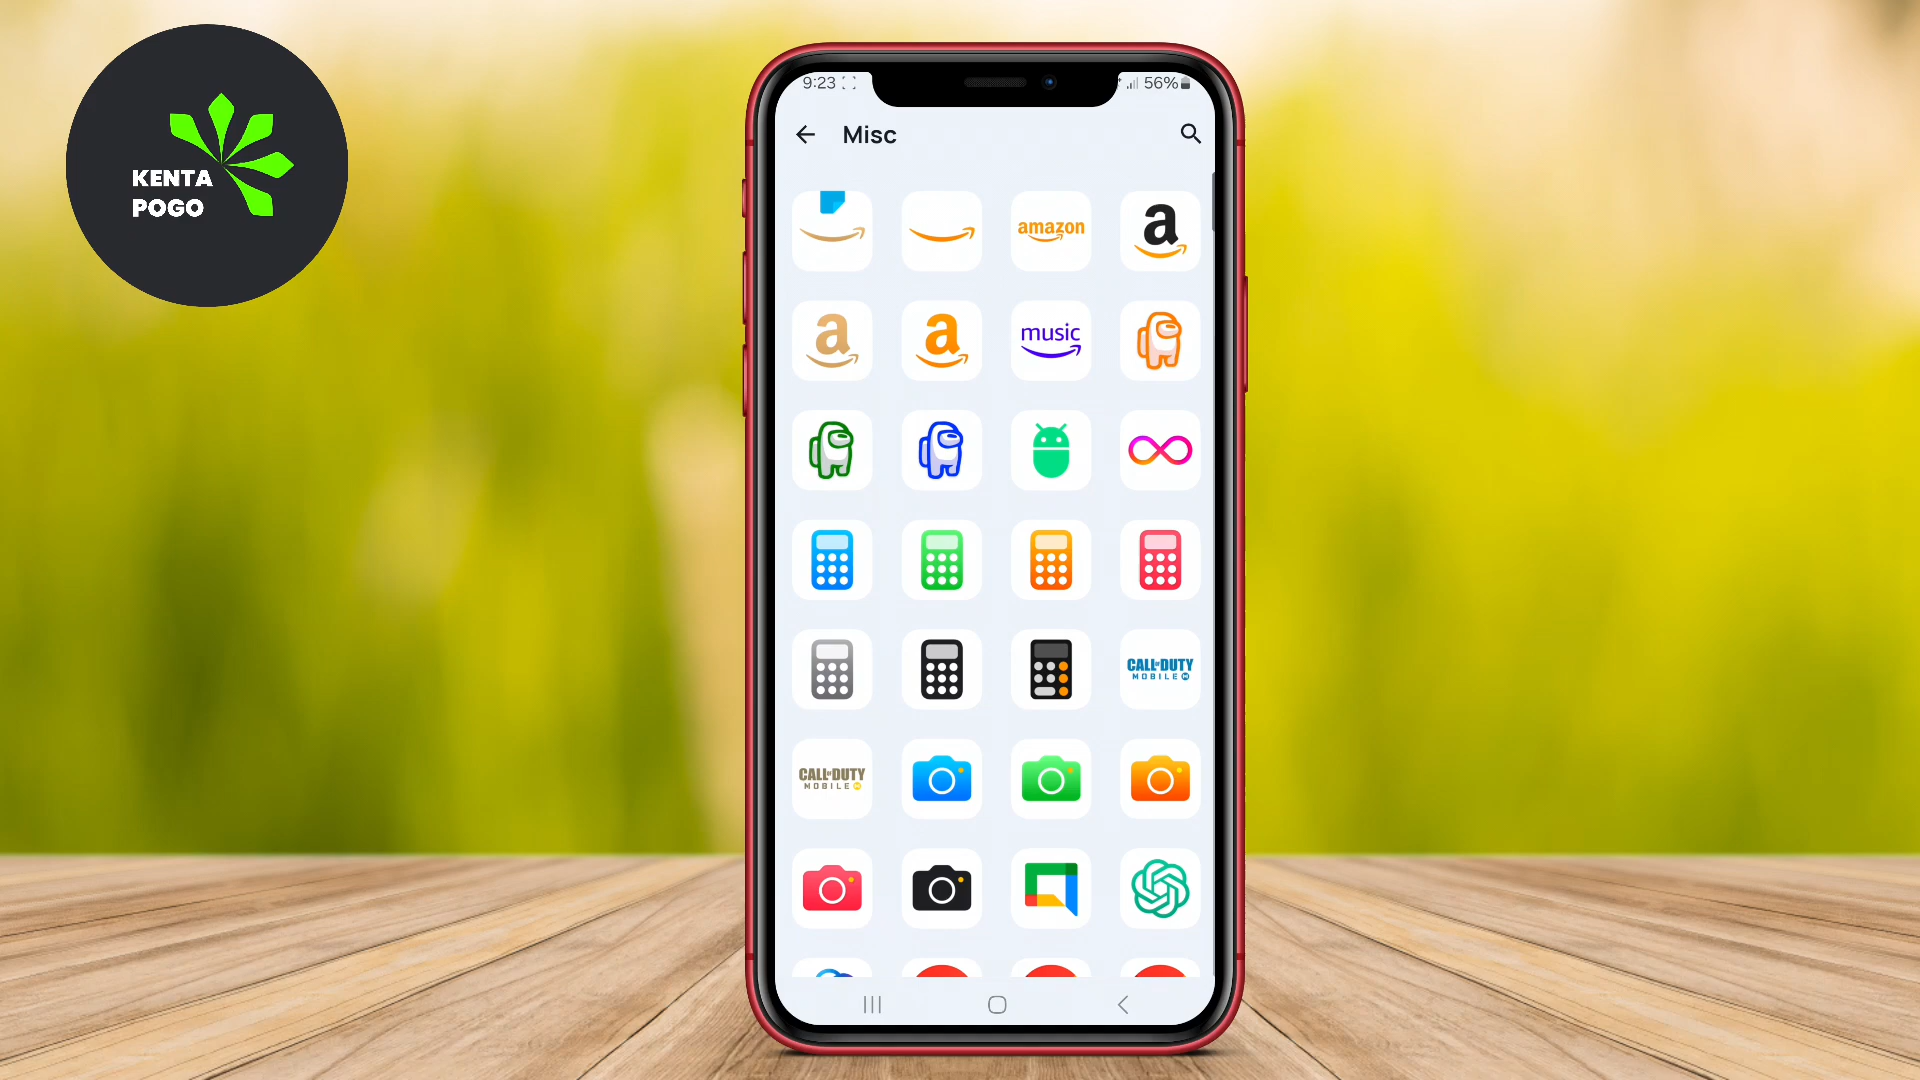 KENTA
POGO
9:23
56%
Misc
amazon
a
a
a
music
CALL OF DUTY
MOBILE
CALL OF DUTY
MOBILE